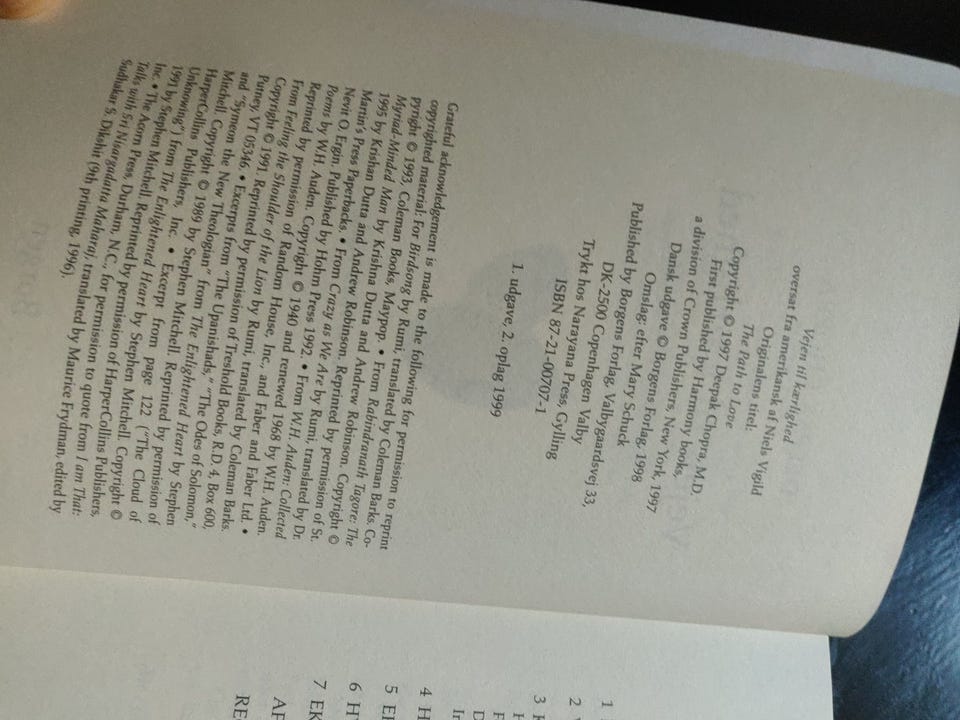 Vejen til kærlighed
oversat fra amerikansk af Niels Vigild
Originalens titel:
The Path to Love
Copyright © 1997 Deepak Chopra, M.D.
First published by Harmony books,
a division of Crown Publishers, New York, 1997
Dansk udgave © Borgens Forlag, 1998
Omslag: efter Mary Schuck
Published by Borgens Forlag, Valbygaardsvej 33,
DK-2500 Copenhagen Valby
Trykt hos Narayana Press, Gylling
ISBN 87-21-00707-1
1. udgave, 2. oplag 1999
Grateful acknowledgement is made to the following for permission to reprint
copyrighted material: For Birdsong by Rumi, translated by Coleman Barks. Co-
pyright © 1993, Coleman Books, Maypop. • From Rabindranath Tagore: The
Myriad-Minded Man by Krishna Dutta and Andrew Robinson. Copyright ©
1995 by Krishan Dutta and Andrew Robinson. Reprinted by permission of St.
Martin's Press Paperbacks. • From Crazy as We Are by Rumi, translated by Dr.
Nevit O. Ergin. Published by Hohm Press 1992. • From W.H. Auden: Collected
Poems by W.H. Auden. Copyright © 1940 and renewed 1968 by W.H. Auden.
Reprinted by permission of Random House, Inc., and Faber and Faber Ltd. •
From Feeling the Shoulder of the Lion by Rumi, translated by Coleman Barks.
Copyright © 1991. Reprinted by permission of Treshold Books, R.D. 4, Box 600,
Putney, VT 05346. • Excerpts from "The Upanishads," "The Odes of Solomon,"
and "Symeon the New Theologian" from The Enlightened Heart by Stephen
Mitchell. Copyright © 1989 by Stephen Mitchell. Reprinted by permission of
HarperCollins Publishers, Inc. • Excerpt from page 122 ("The Cloud of
Unknowing") from The Enlightened Heart by Stephen Mitchell. Copyright ©
1991 by Stephen Mitchell. Reprinted by permission of HarperCollins Publishers,
Inc. • The Acorn Press, Durham, N.C., for permission to quote from I am That:
Talks with Sri Nisargadatta Maharaj, translated by Maurice Frydman, edited by
Sudhakar S. Dikshit (9th printing, 1996).
1
2
3
4 H
5
6 H
7 EK